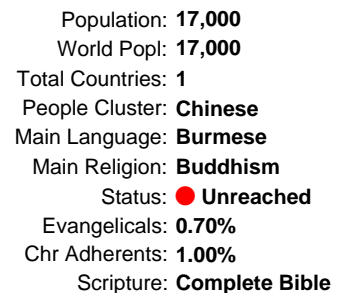 Population: 17,000
World Popl: 17,000
Total Countries: 1
People Cluster: Chinese
Main Language: Burmese
Main Religion: Buddhism
Status: Unreached
Evangelicals: 0.70%
Chr Adherents: 1.00%
Scripture: Complete Bible